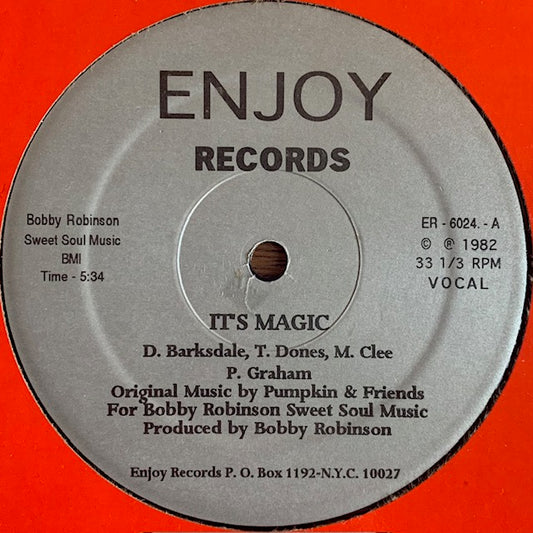 ENJOY
RECORDS
Bobby Robinson
Sweet Soul Music
BMI
Time - 5:34
ER - 6024. - A
© ℗ 1982
33 1/3 RPM
VOCAL
IT'S MAGIC
D. Barksdale, T. Dones, M. Clee
P. Graham
Original Music by Pumpkin & Friends
For Bobby Robinson Sweet Soul Music
Produced by Bobby Robinson
Enjoy Records P. O. Box 1192-N.Y.C. 10027